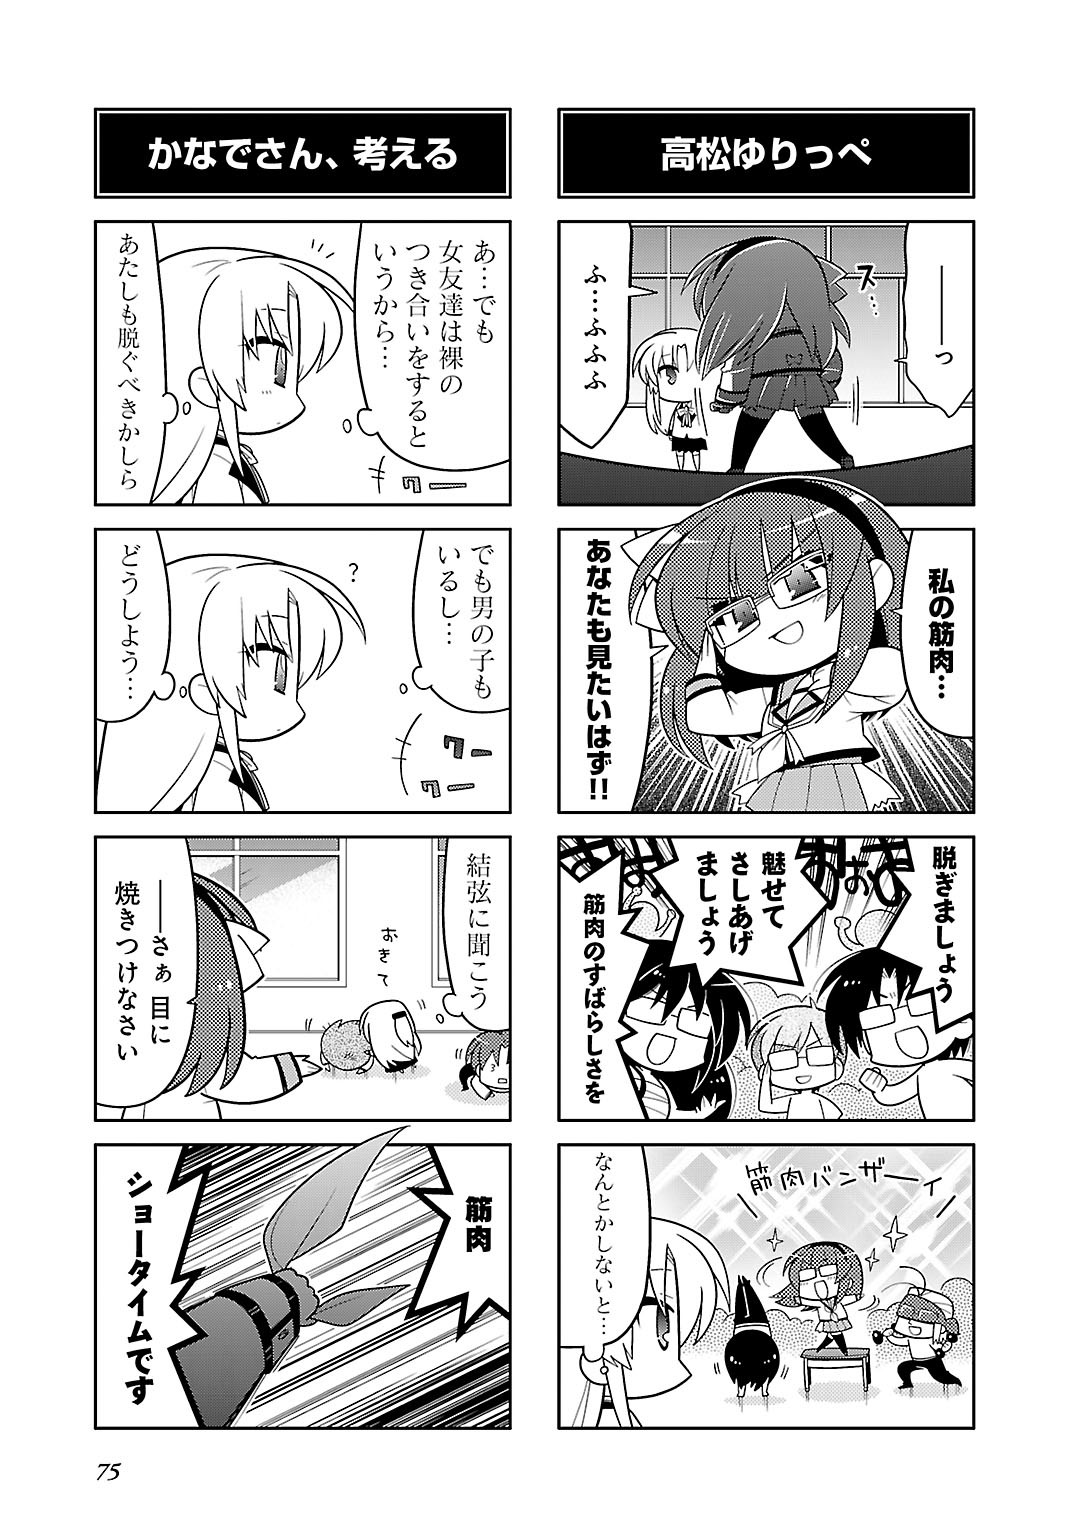 高松ゆりっぺ
――っ
ス…
ふ…ふふふ
私の筋肉…
あなたも見たいはず!!
脱ぎましょう
魅せて
さしあげ
ましょう
筋肉のすばらしさを
筋肉バンザーイ
なんとかしないと…
かなでさん、考える
あ…でも
女友達は裸の
つき合いをすると
いうから…
あたしも脱ぐべきかしら
ワー
でも男の子も
いるし…
?
どうしよう…
ワー
ワー
結弦に聞こう
おきて
――さぁ 目に
焼きつけなさい
筋肉
ショータイムです
75